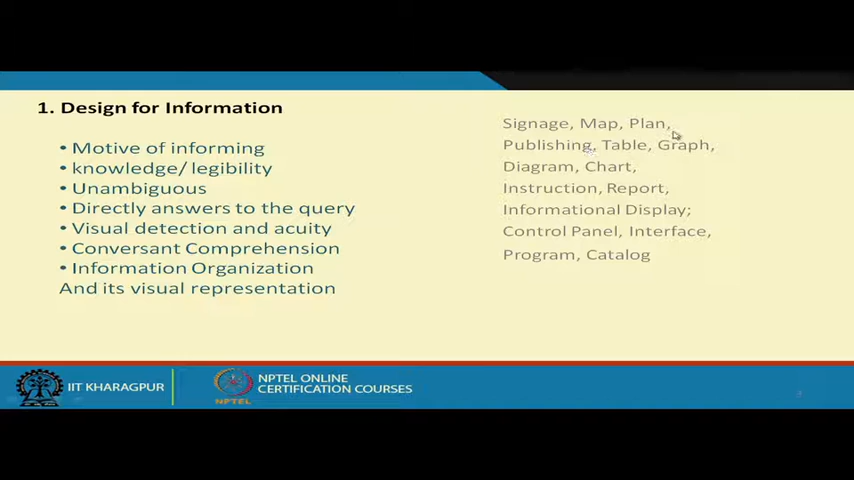 1. Design for Information
• Motive of informing
• knowledge/ legibility
• Unambiguous
• Directly answers to the query
• Visual detection and acuity
• Conversant Comprehension
• Information Organization
And its visual representation
Signage, Map, Plan,
Publishing, Table, Graph,
Diagram, Chart,
Instruction, Report,
Informational Display;
Control Panel, Interface,
Program, Catalog
IIT KHARAGPUR
NPTEL
NPTEL ONLINE
CERTIFICATION COURSES
3